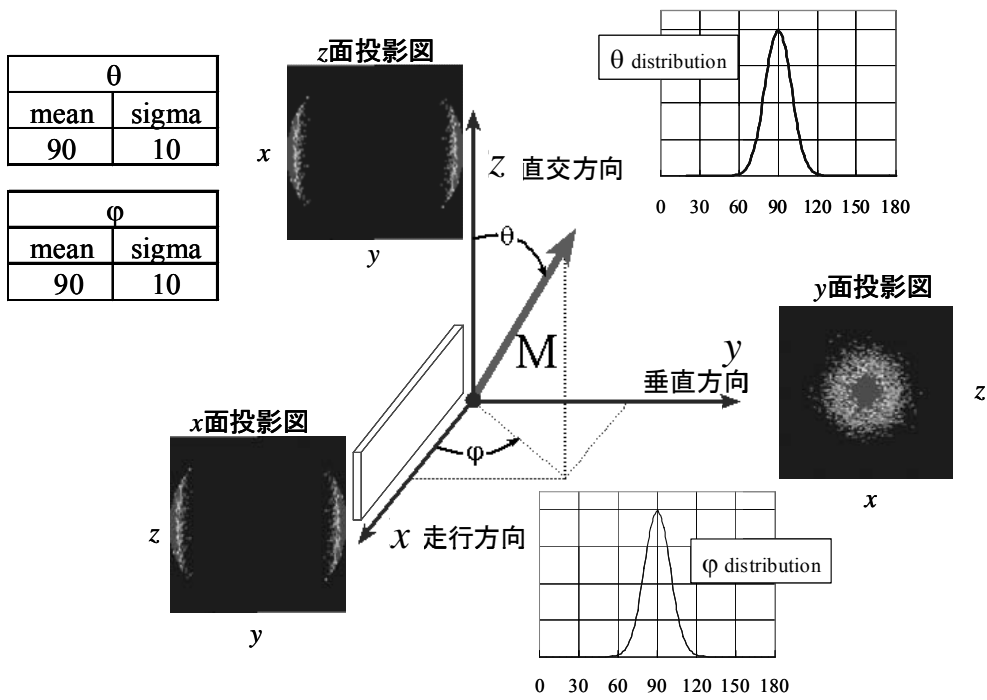 θ
mean sigma
90 10
φ
mean sigma
90 10
z面投影図
x
y
θ distribution
0 30 60 90 120 150 180
z 直交方向
θ
M
y
垂直方向
y面投影図
z
x
x面投影図
z
y
φ
x 走行方向
φ distribution
0 30 60 90 120 150 180